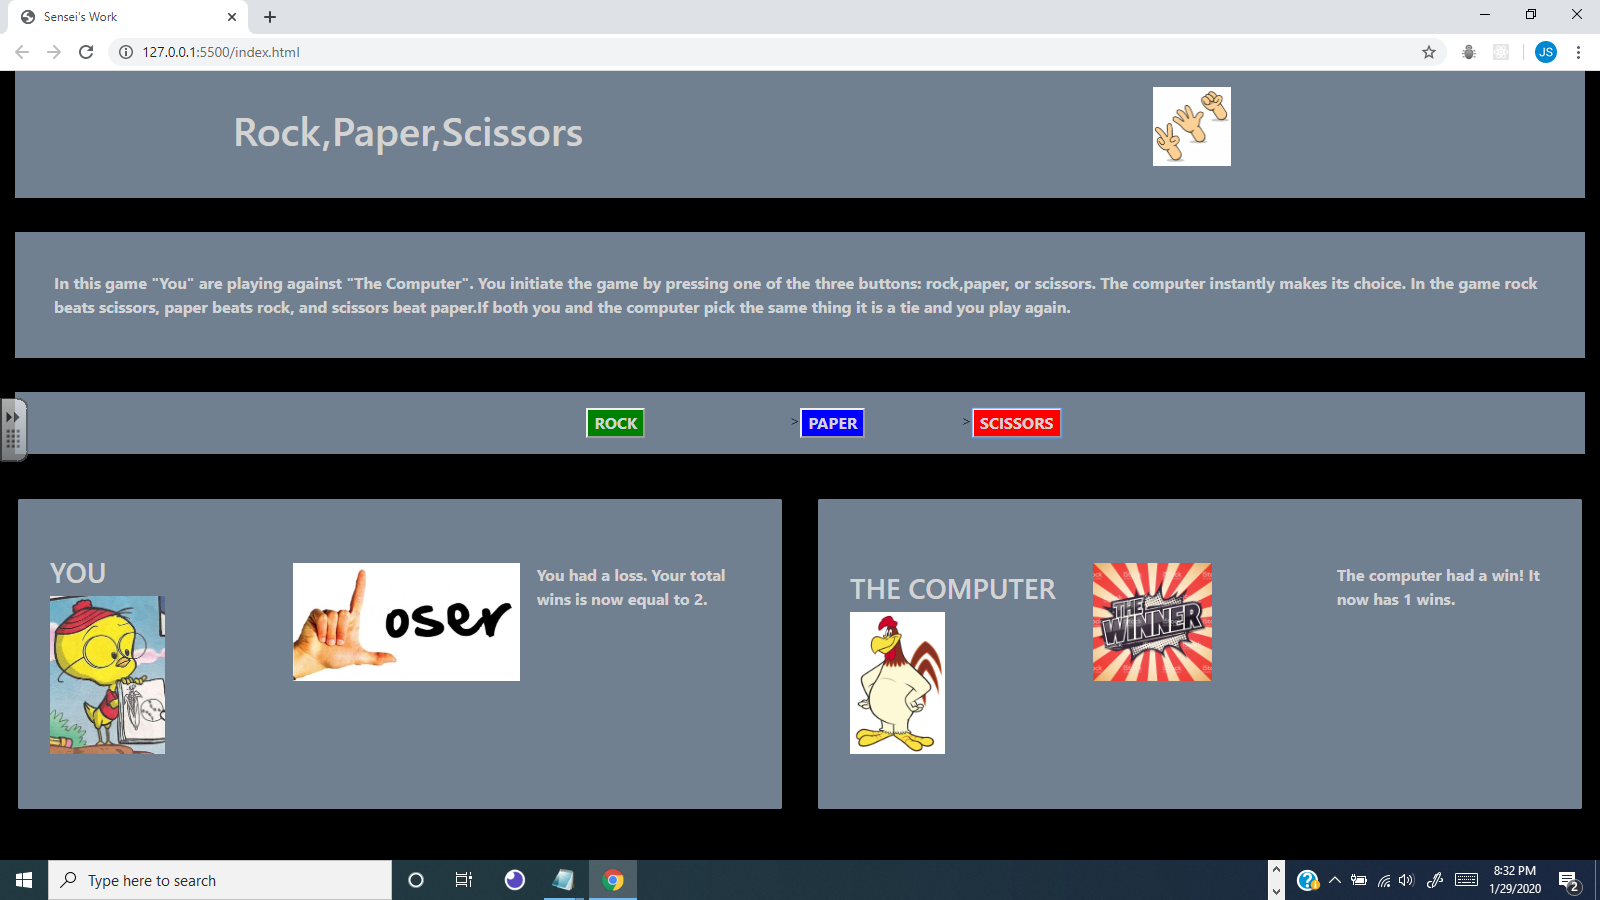 Sensei's Work
127.0.0.1:5500/index.html
JS
Rock,Paper,Scissors
In this game "You" are playing against "The Computer". You initiate the game by pressing one of the three buttons: rock,paper, or scissors. The computer instantly makes its choice. In the game rock
beats scissors, paper beats rock, and scissors beat paper.If both you and the computer pick the same thing it is a tie and you play again.
ROCK
> PAPER
> SCISSORS
YOU
oser
You had a loss. Your total
wins is now equal to 2.
THE COMPUTER
THE
WINNER
The computer had a win! It
now has 1 wins.
Type here to search
8:32 PM
1/29/2020
2